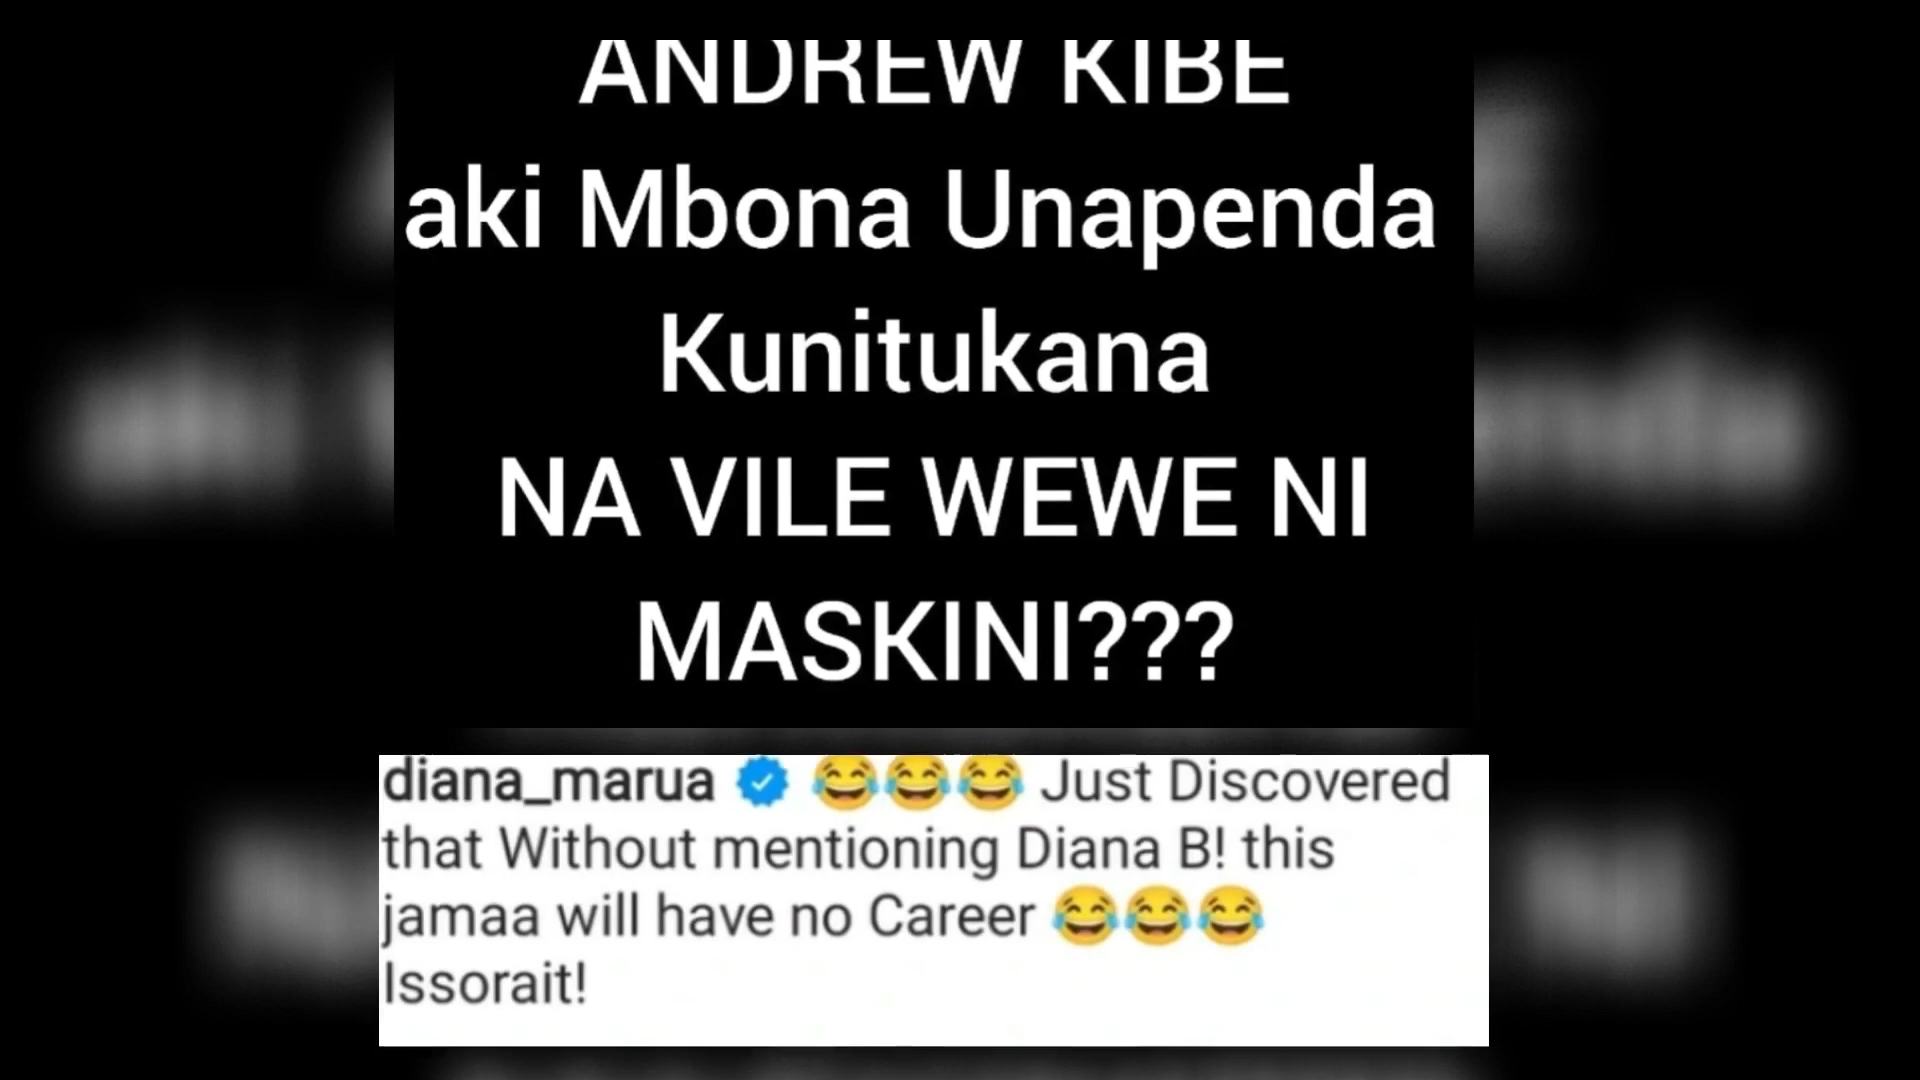 ANDREW KIBE
aki Mbona Unapenda
Kunitukana
NA VILE WEWE NI
MASKINI???
diana_marua 😂😂😂 Just Discovered
that Without mentioning Diana B! this
jamaa will have no Career 😂😂😂
Issorait!